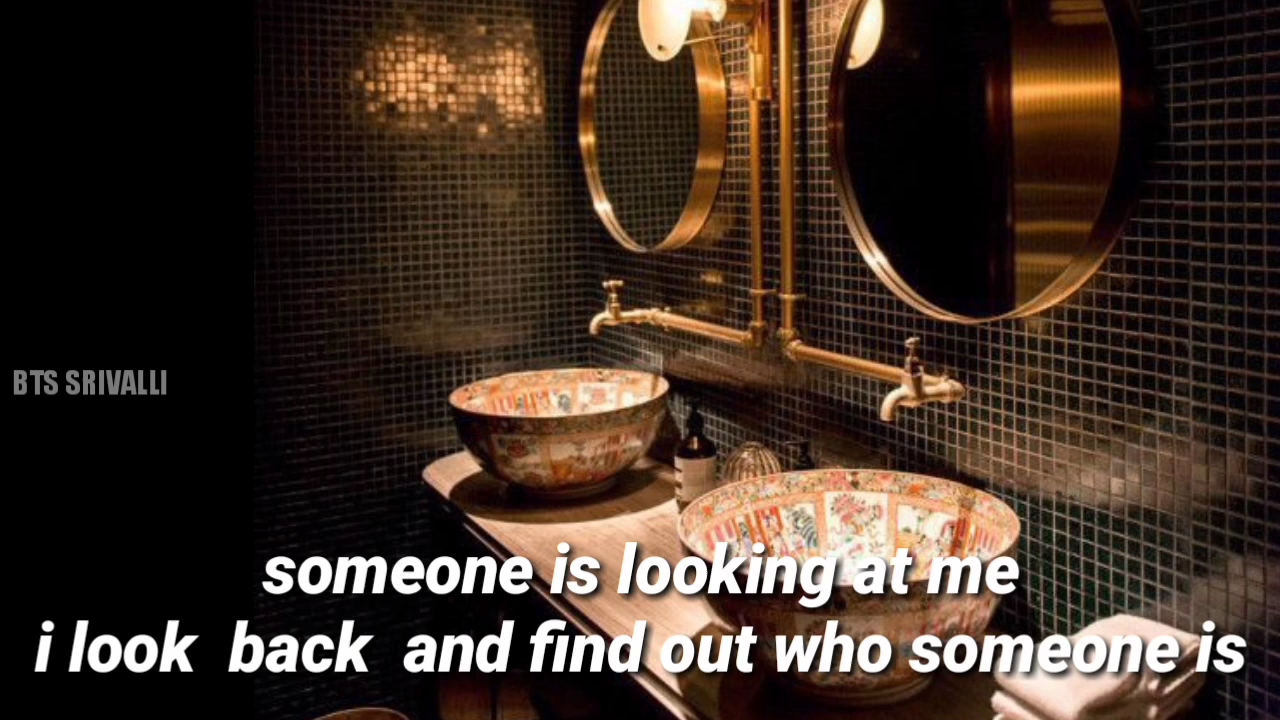 BTS SRIVALLI
someone is looking at me
i look back and find out who someone is